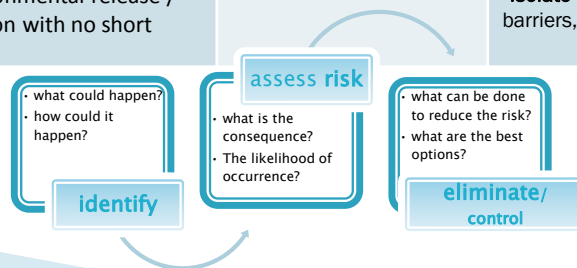 onmental release /
on with no short
isolate
barriers,
• what could happen?
• how could it
happen?
identify
assess risk
• what is the
consequence?
• The likelihood of
occurrence?
• what can be done
to reduce the risk?
• what are the best
options?
eliminate/
control